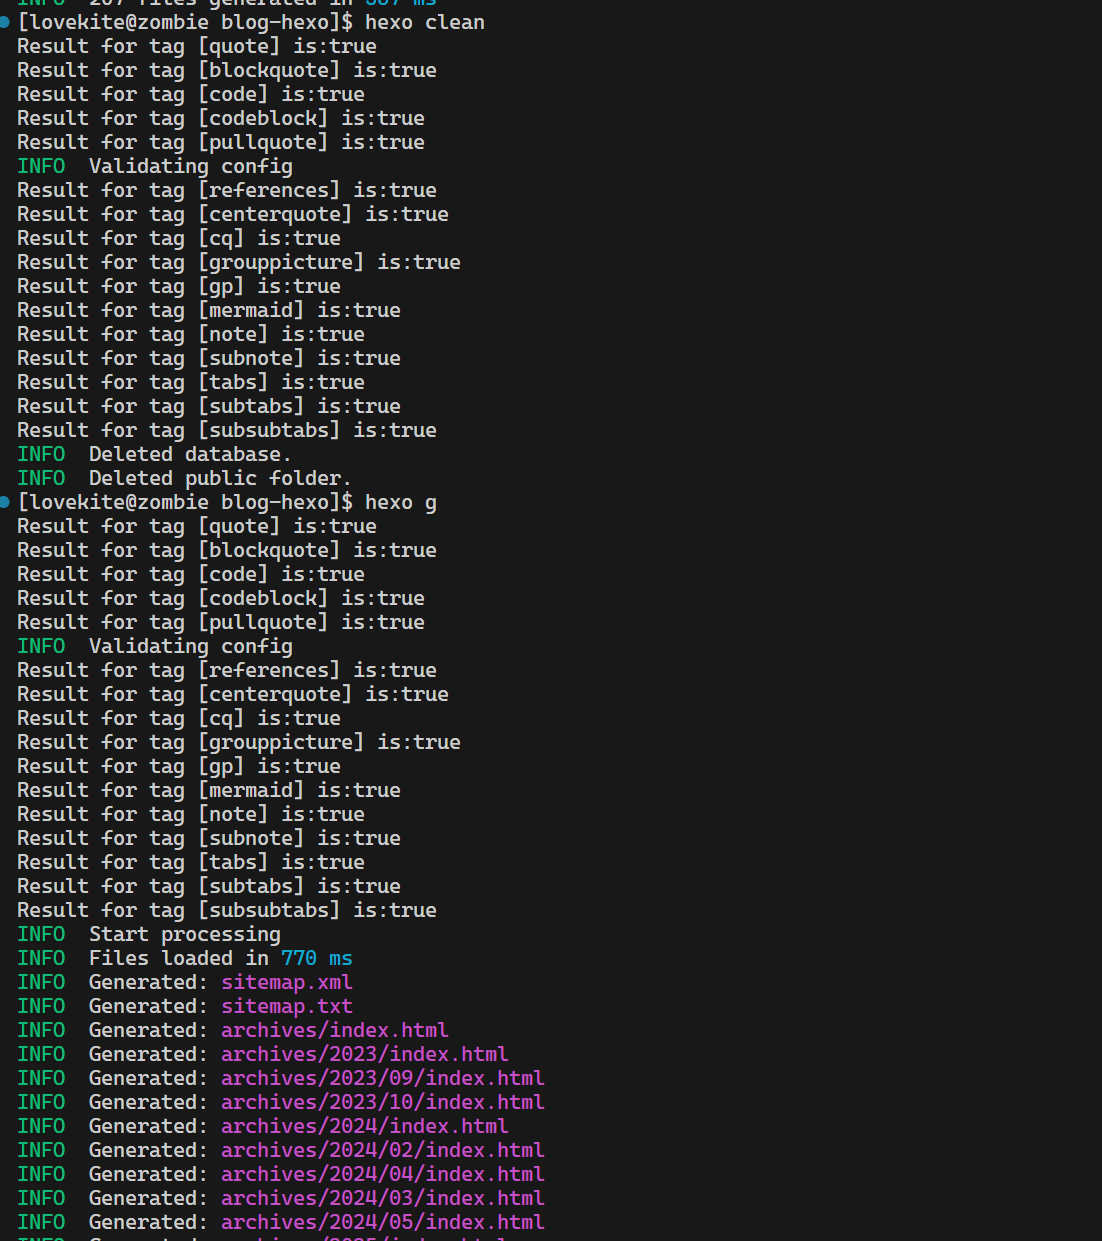 INFO  207 files generated in 567 ms
[lovekite@zombie blog-hexo]$ hexo clean
Result for tag [quote] is:true
Result for tag [blockquote] is:true
Result for tag [code] is:true
Result for tag [codeblock] is:true
Result for tag [pullquote] is:true
INFO  Validating config
Result for tag [references] is:true
Result for tag [centerquote] is:true
Result for tag [cq] is:true
Result for tag [grouppicture] is:true
Result for tag [gp] is:true
Result for tag [mermaid] is:true
Result for tag [note] is:true
Result for tag [subnote] is:true
Result for tag [tabs] is:true
Result for tag [subtabs] is:true
Result for tag [subsubtabs] is:true
INFO  Deleted database.
INFO  Deleted public folder.
[lovekite@zombie blog-hexo]$ hexo g
Result for tag [quote] is:true
Result for tag [blockquote] is:true
Result for tag [code] is:true
Result for tag [codeblock] is:true
Result for tag [pullquote] is:true
INFO  Validating config
Result for tag [references] is:true
Result for tag [centerquote] is:true
Result for tag [cq] is:true
Result for tag [grouppicture] is:true
Result for tag [gp] is:true
Result for tag [mermaid] is:true
Result for tag [note] is:true
Result for tag [subnote] is:true
Result for tag [tabs] is:true
Result for tag [subtabs] is:true
Result for tag [subsubtabs] is:true
INFO  Start processing
INFO  Files loaded in 770 ms
INFO  Generated: sitemap.xml
INFO  Generated: sitemap.txt
INFO  Generated: archives/index.html
INFO  Generated: archives/2023/index.html
INFO  Generated: archives/2023/09/index.html
INFO  Generated: archives/2023/10/index.html
INFO  Generated: archives/2024/index.html
INFO  Generated: archives/2024/02/index.html
INFO  Generated: archives/2024/04/index.html
INFO  Generated: archives/2024/03/index.html
INFO  Generated: archives/2024/05/index.html